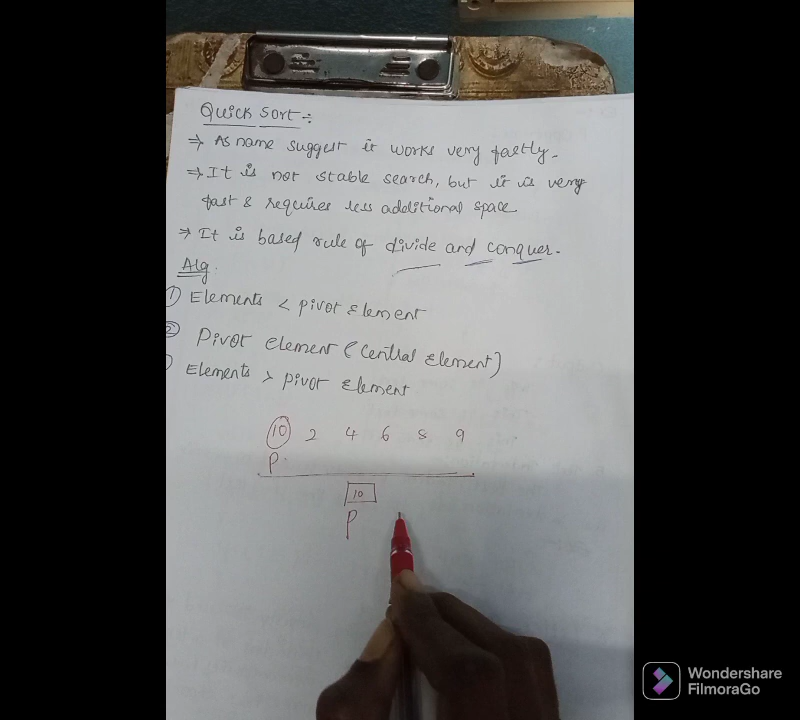 Quick Sort :-
⇒ As name suggest it works very fastly.
⇒ It is not stable search, but it is very
fast & requires less additional space.
⇒ It is based rule of divide and conquer.
Alg.
① Elements < pivot Element
② Pivot element (Central Element)
) Elements > pivot Element
10 2 4 6 8 9
P.
10
P
Wondershare
FilmoraGo